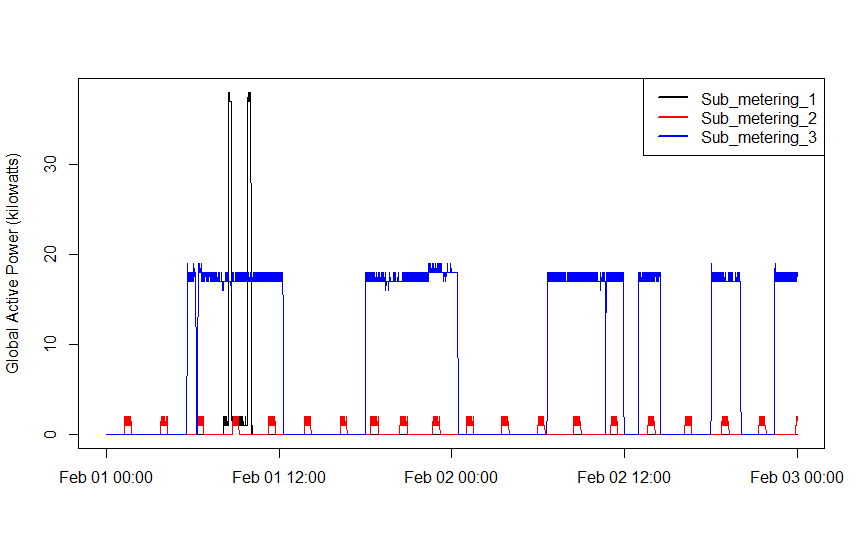 Sub_metering_1
Sub_metering_2
Sub_metering_3
Global Active Power (kilowatts)
30
20
10
0
Feb 01 00:00 Feb 01 12:00 Feb 02 00:00 Feb 02 12:00 Feb 03 00:00